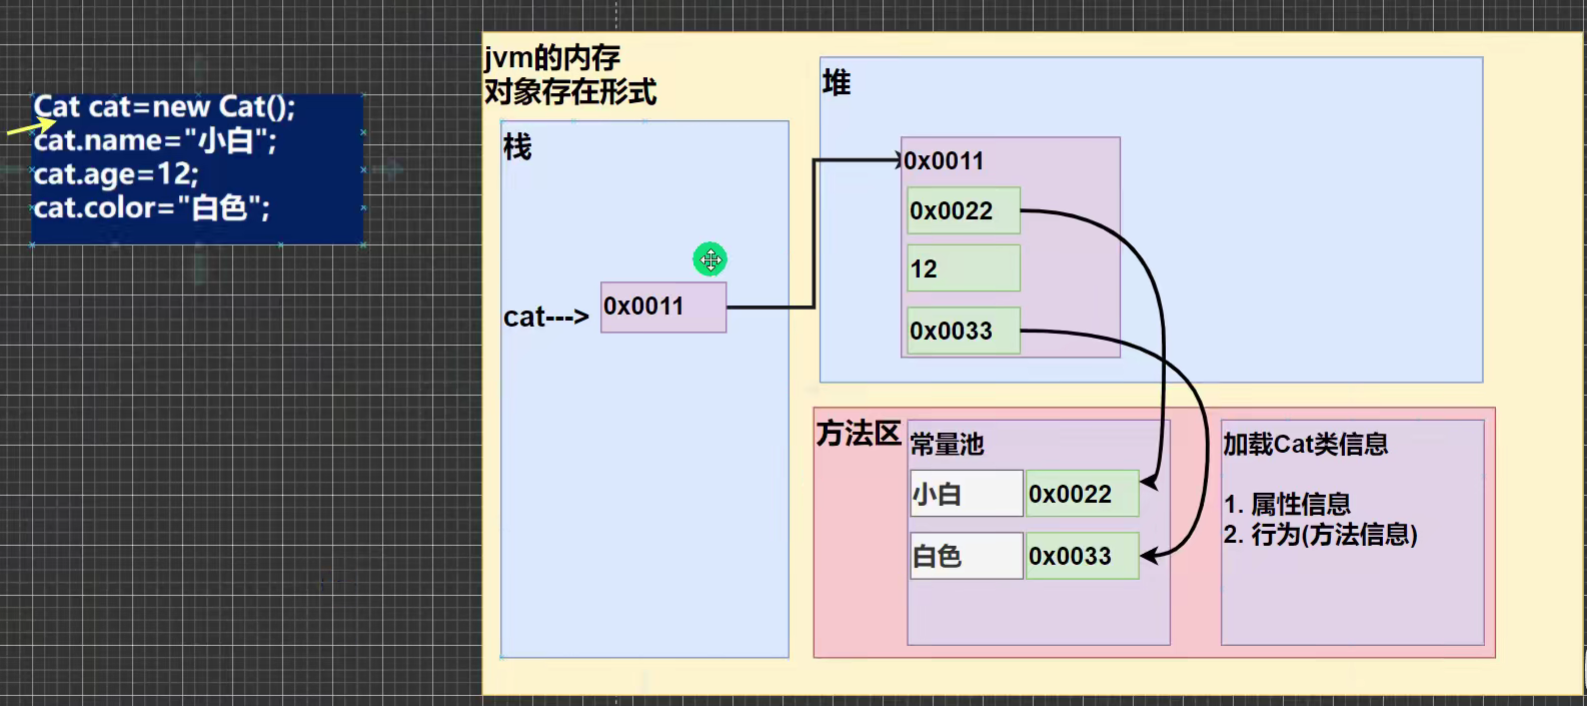 Cat cat=new Cat();
cat.name="小白";
cat.age=12;
cat.color="白色";
jvm的内存
对象存在形式
栈
cat--->
0x0011
堆
0x0011
0x0022
12
0x0033
方法区
常量池
小白
0x0022
白色
0x0033
加载Cat类信息
1. 属性信息
2. 行为(方法信息)